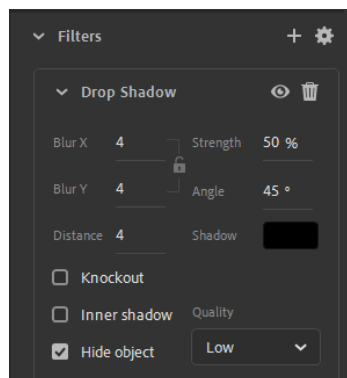 Filters
Drop Shadow
Blur X 4 Strength 50 %
Blur Y 4 Angle 45 °
Distance 4 Shadow
Knockout
Inner shadow Quality
Hide object Low